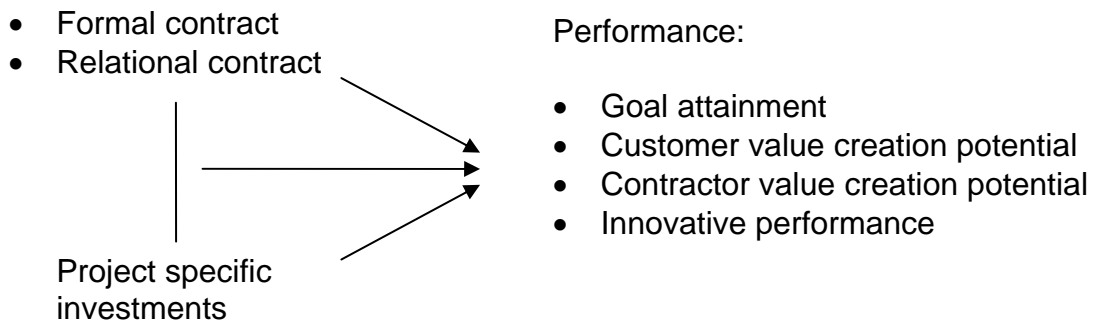 • Formal contract
• Relational contract
Project specific
investments
Performance:
• Goal attainment
• Customer value creation potential
• Contractor value creation potential
• Innovative performance